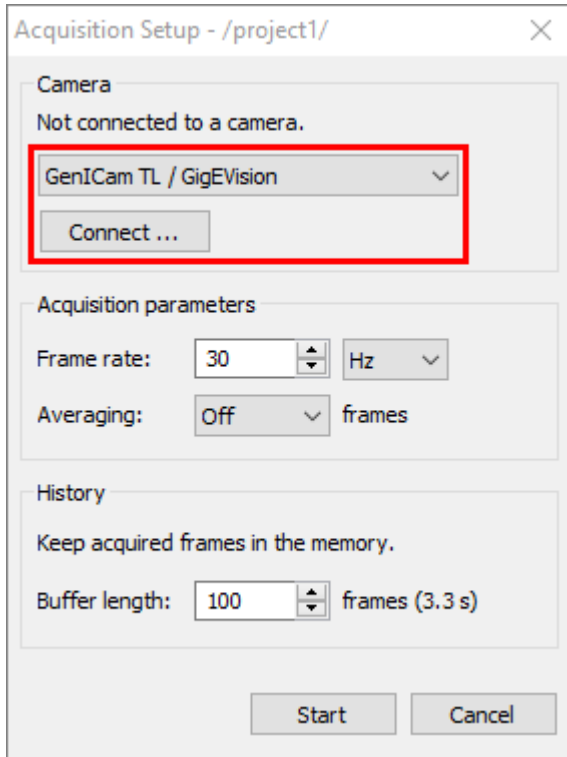 Acquisition Setup - /project1/
Camera
Not connected to a camera.
GenICam TL / GigEVision
Connect ...
Acquisition parameters
Frame rate: 30 Hz
Averaging: Off frames
History
Keep acquired frames in the memory.
Buffer length: 100 frames (3.3 s)
Start Cancel